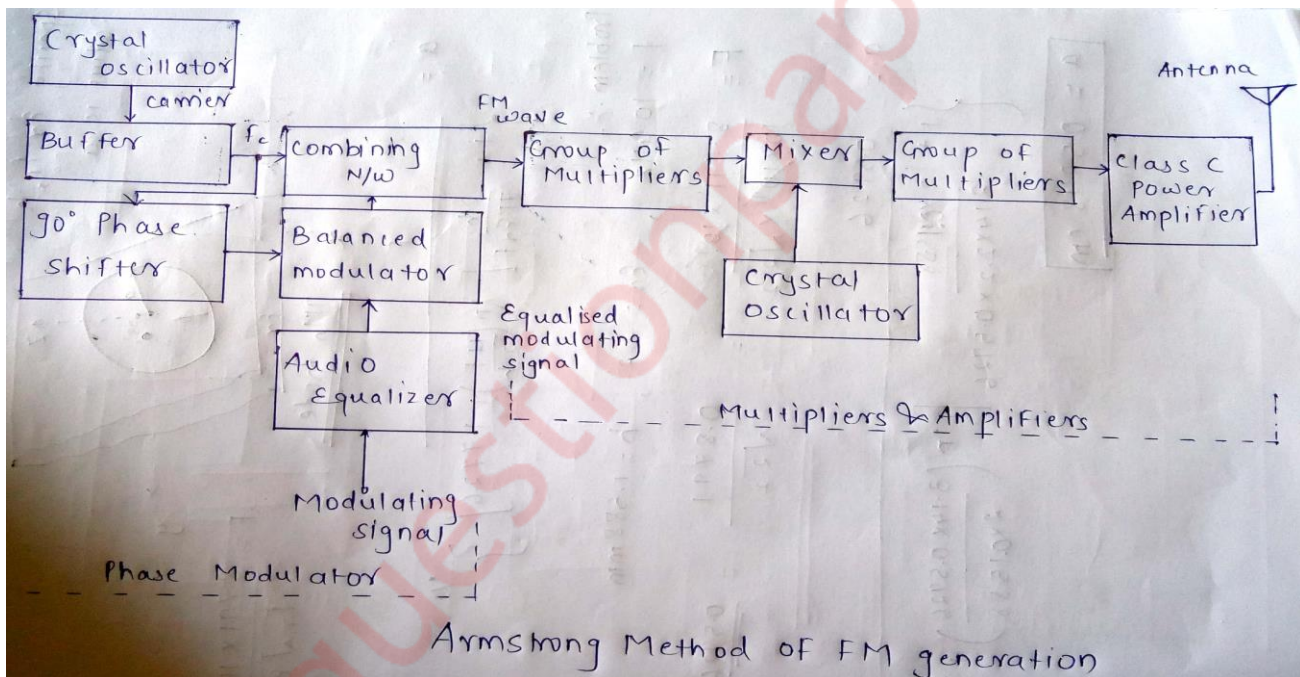 Crystal
oscillator
carrier
Buffer
fc
Combining
N/W
FM
wave
Group of
Multipliers
Mixer
Group of
Multipliers
Antenna
Class C
Power
Amplifier
90° Phase
Shifter
Balanced
modulator
Crystal
Oscillator
Equalised
modulating
signal
Audio
Equalizer
Multipliers & Amplifiers
Modulating
signal
Phase Modulator
Armstrong Method of FM generation
uestionpap